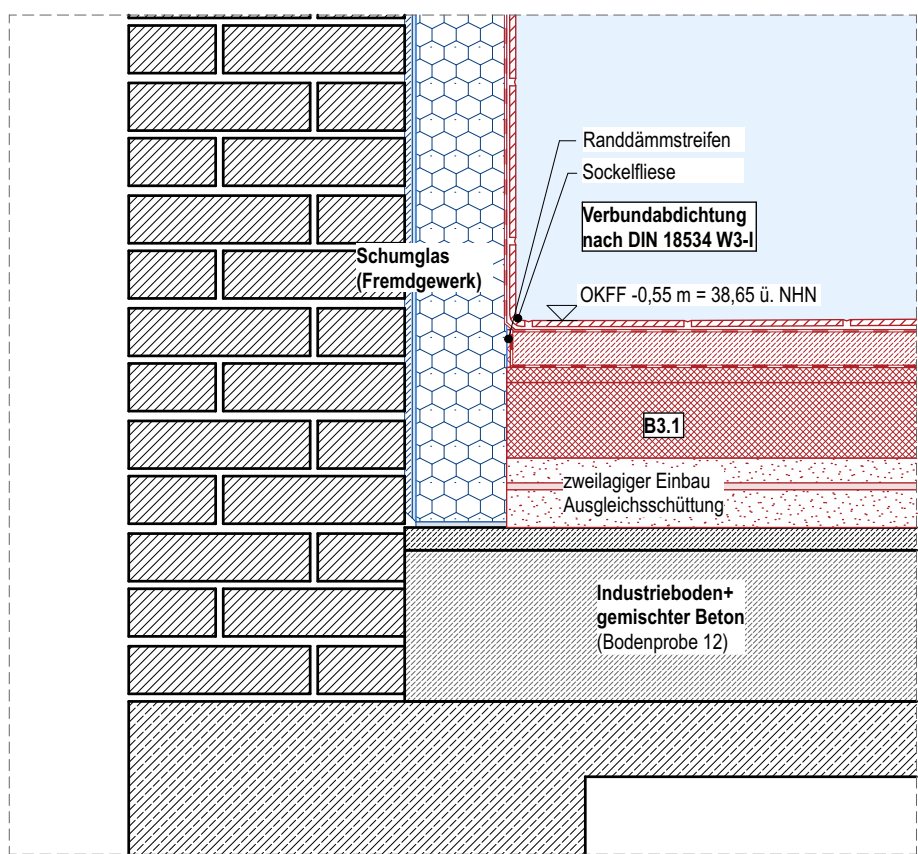 Randdämmstreifen
Sockelfliese
Verbundabdichtung
nach DIN 18534 W3-I
Schumglas
(Fremdgewerk)
OKFF -0,55 m = 38,65 ü. NHN
B3.1
zweilagiger Einbau
Ausgleichsschüttung
Industrieboden+
gemischter Beton
(Bodenprobe 12)